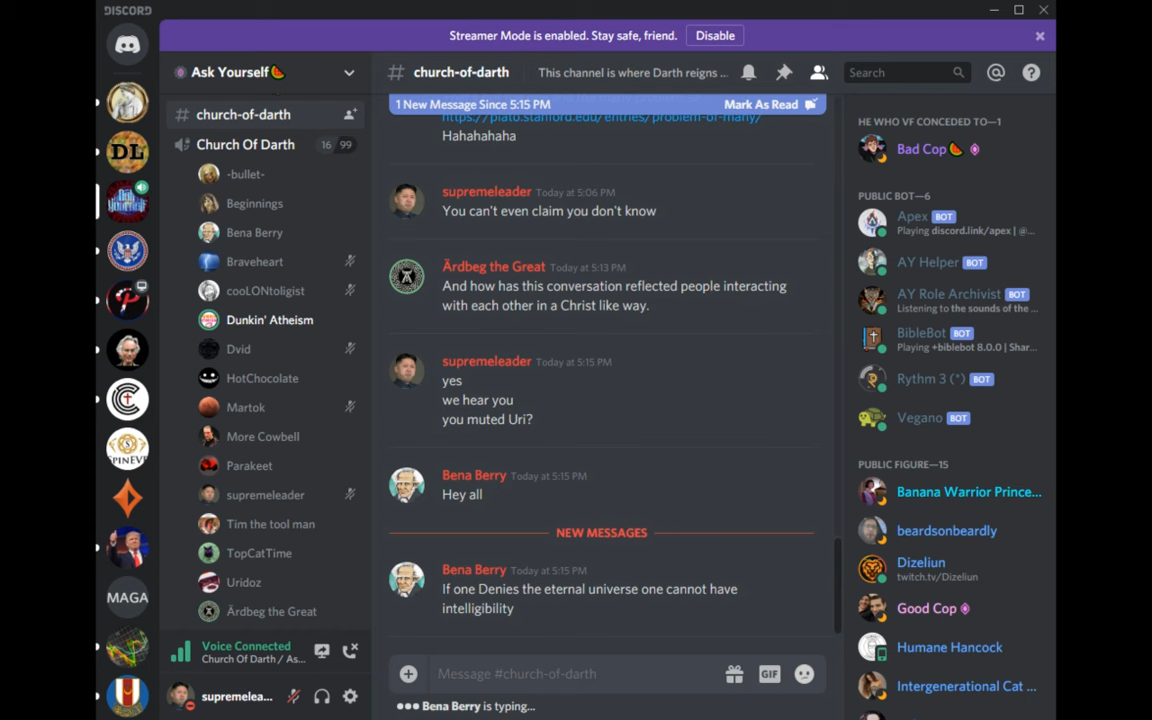 DISCORD
Streamer Mode is enabled. Stay safe, friend. Disable
Ask Yourself🍉
church-of-darth
Church Of Darth 16 99
-bullet-
Beginnings
Bena Berry
Braveheart
cooLONtoligist
Dunkin' Atheism
Dvid
HotChocolate
Martok
More Cowbell
Parakeet
supremeleader
Tim the tool man
TopCatTime
Uridoz
Ärdbeg the Great
Voice Connected
Church Of Darth / As...
supremelea...
DL
MAGA
# church-of-darth
This channel is where Darth reigns ...
Search
1 New Message Since 5:15 PM Mark As Read
https://plato.stanford.edu/entries/problem-of-many/
Hahahahaha
supremeleader Today at 5:06 PM
You can't even claim you don't know
Ärdbeg the Great Today at 5:13 PM
And how has this conversation reflected people interacting
with each other in a Christ like way.
supremeleader Today at 5:15 PM
yes
we hear you
you muted Uri?
Bena Berry Today at 5:15 PM
Hey all
NEW MESSAGES
Bena Berry Today at 5:15 PM
If one Denies the eternal universe one cannot have
intelligibility
Message #church-of-darth
GIF
Bena Berry is typing...
HE WHO VF CONCEDED TO—1
Bad Cop🍉
PUBLIC BOT—6
Apex BOT
Playing discord.link/apex | @...
AY Helper BOT
AY Role Archivist BOT
Listening to the sounds of the ...
BibleBot BOT
Playing +biblebot 8.0.0 | Shar...
Rythm 3 (*) BOT
Vegano BOT
PUBLIC FIGURE—15
Banana Warrior Prince...
beardsonbeardly
Dizeliun
twitch.tv/Dizeliun
Good Cop
Humane Hancock
Intergenerational Cat ...